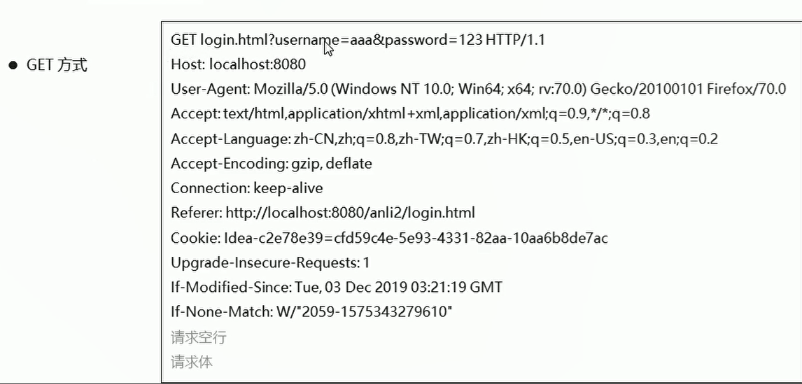 ● GET 方式
GET login.html?username=aaa&password=123 HTTP/1.1
Host: localhost:8080
User-Agent: Mozilla/5.0 (Windows NT 10.0; Win64; x64; rv:70.0) Gecko/20100101 Firefox/70.0
Accept: text/html,application/xhtml+xml,application/xml;q=0.9,*/*;q=0.8
Accept-Language: zh-CN,zh;q=0.8,zh-TW;q=0.7,zh-HK;q=0.5,en-US;q=0.3,en;q=0.2
Accept-Encoding: gzip, deflate
Connection: keep-alive
Referer: http://localhost:8080/anli2/login.html
Cookie: Idea-c2e78e39=cfd59c4e-5e93-4331-82aa-10aa6b8de7ac
Upgrade-Insecure-Requests: 1
If-Modified-Since: Tue, 03 Dec 2019 03:21:19 GMT
If-None-Match: W/"2059-1575343279610"
请求空行
请求体